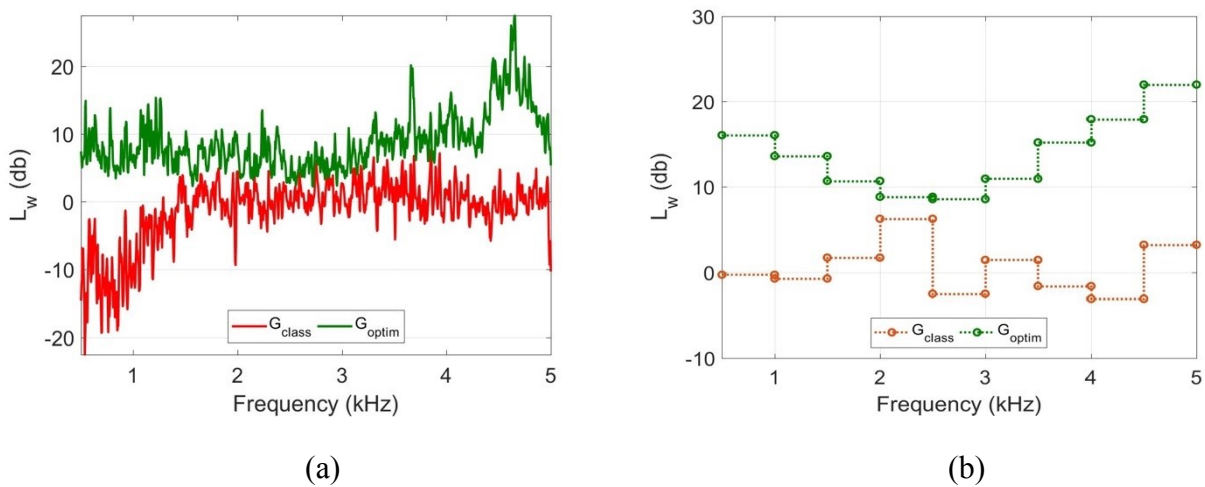 20
10
0
-10
-20
L_w (db)
1 2 3 4 5
Frequency (kHz)
G_class G_optim
(a)
30
20
10
0
-10
L_w (db)
1 2 3 4 5
Frequency (kHz)
G_class G_optim
(b)